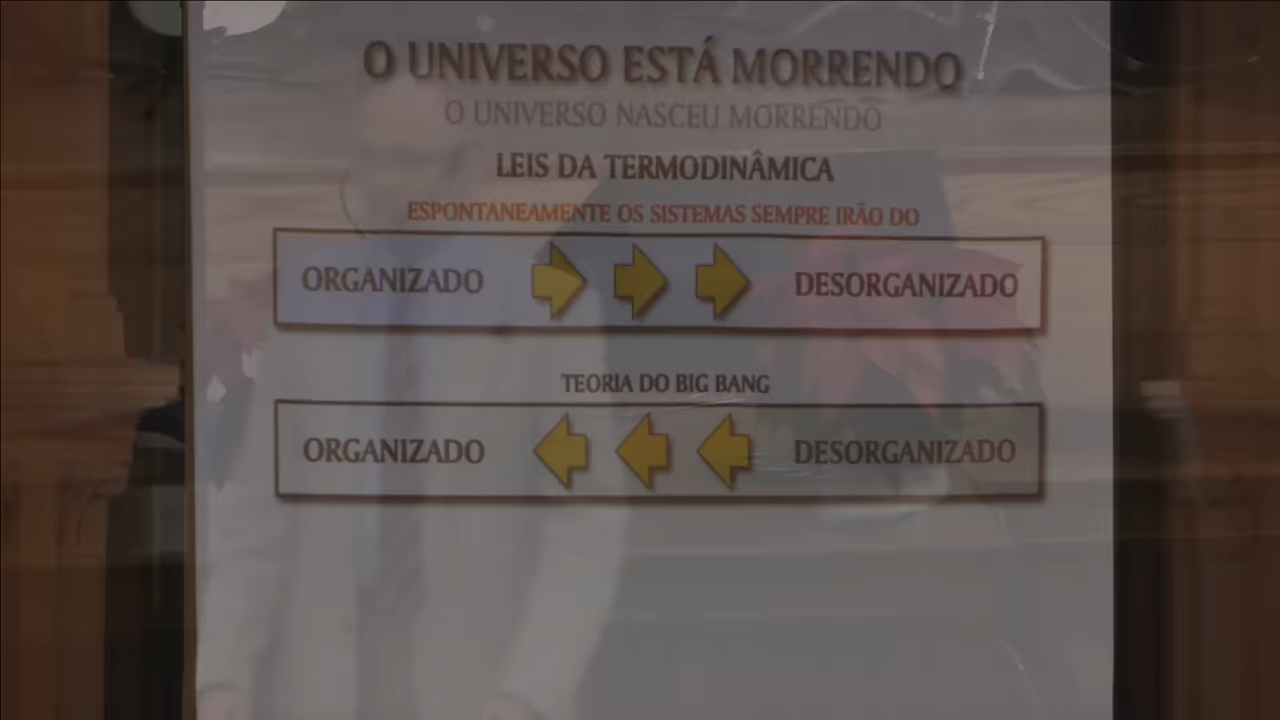 O UNIVERSO ESTÁ MORRENDO
O UNIVERSO NASCEU MORRENDO
LEIS DA TERMODINÂMICA
ESPONTANEAMENTE OS SISTEMAS SEMPRE IRÃO DO
ORGANIZADO DESORGANIZADO
TEORIA DO BIG BANG
ORGANIZADO DESORGANIZADO